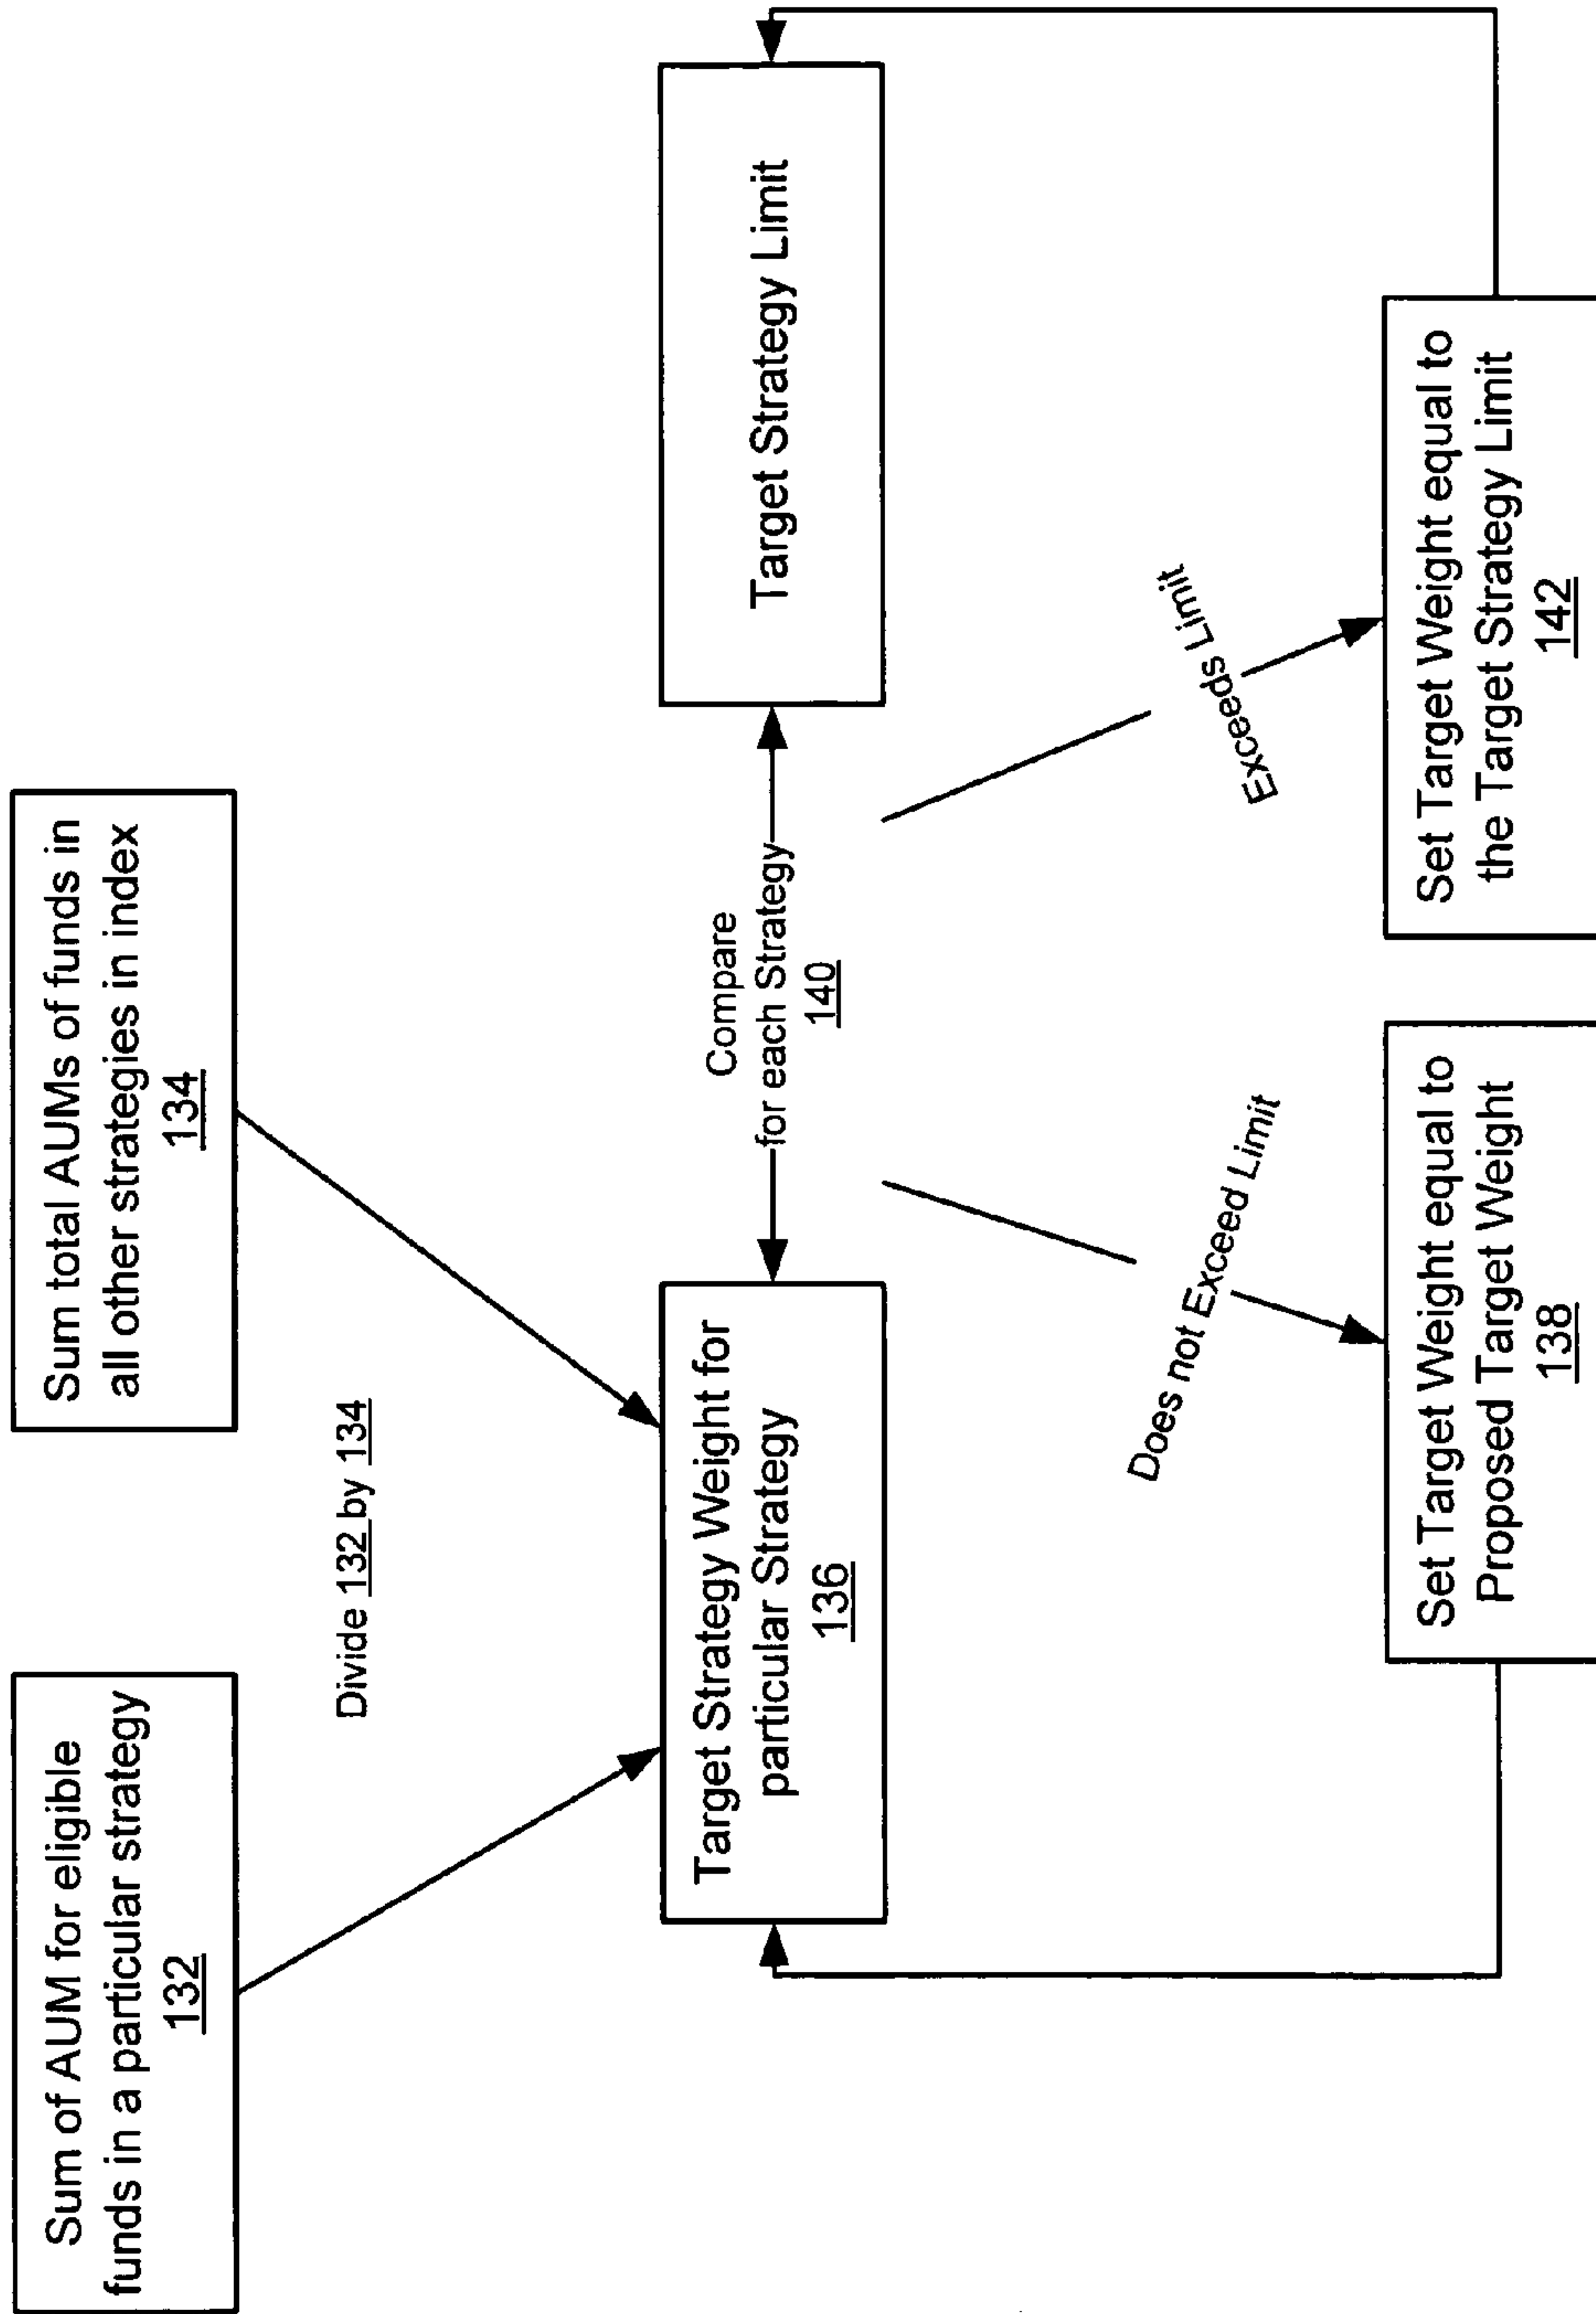 Sum of AUM for eligible
funds in a particular strategy
132
Sum total AUMs of funds in
all other strategies in index
134
Divide 132 by 134
Target Strategy Weight for
particular Strategy
136
Compare
for each Strategy
140
Target Strategy Limit
Does not Exceed Limit
Exceeds Limit
Set Target Weight equal to
Proposed Target Weight
138
Set Target Weight equal to
the Target Strategy Limit
142